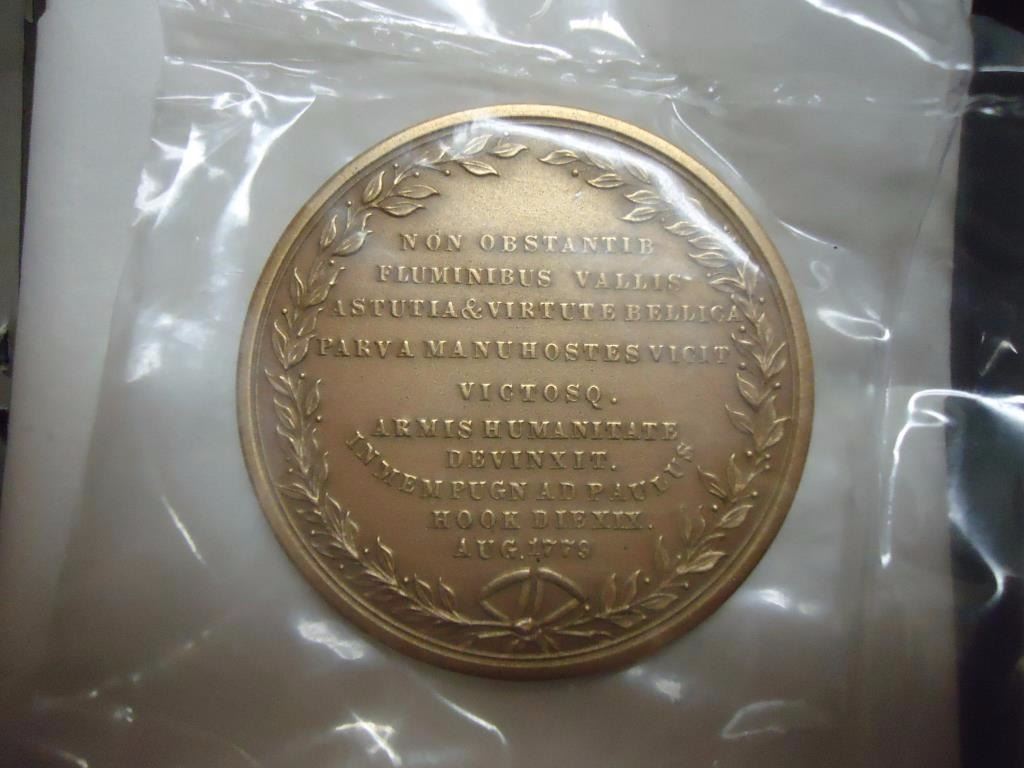 NON OBSTANTIB
FLUMINIBUS VALLIS
ASTUTIA & VIRTUTE BELLICA
PARVA MANU HOSTES VICIT
VICTOSQ.
ARMIS HUMANITATE
DEVINXIT.
IN MEM PUGN AD PAULUS
HOOK DIE XIX.
AUG. 1779